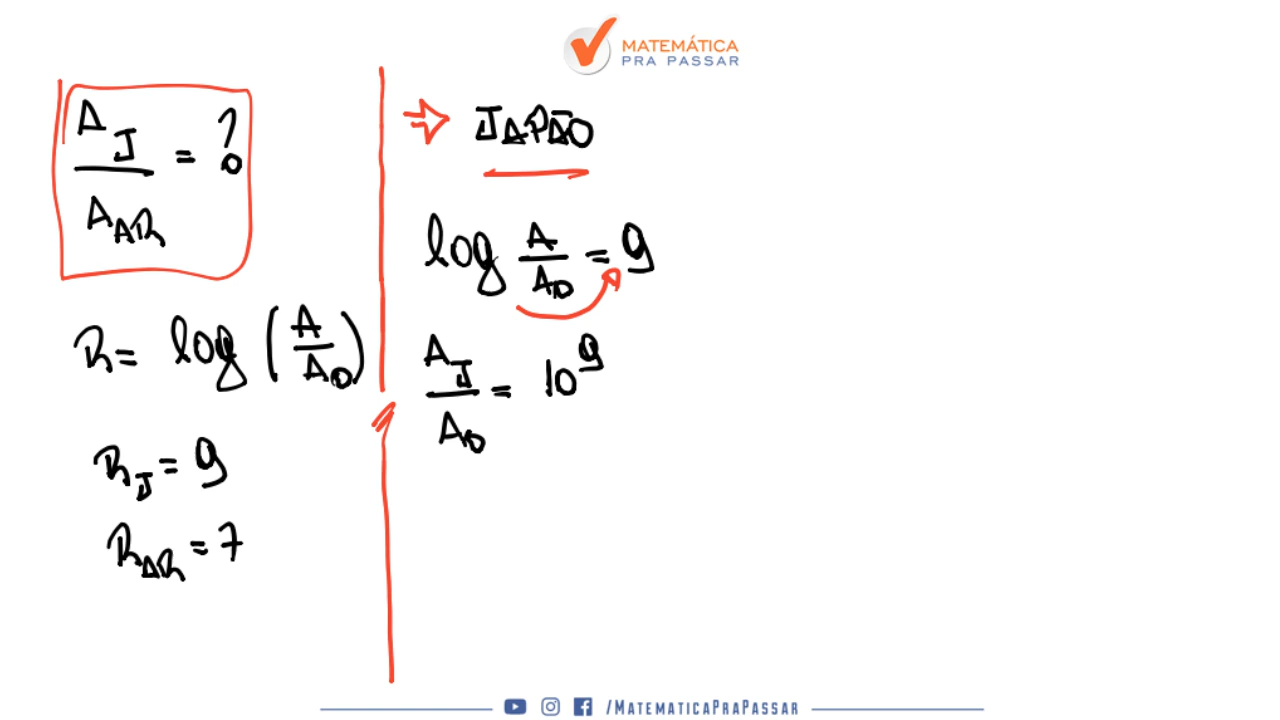 MATEMÁTICA
PRA PASSAR
A_J / A_AR = ?
R = log (A / A_0)
R_J = 9
R_AR = 7
⇒ JAPÃO
log A / A_0 = 9
A_J / A_0 = 10^9
/MATEMATICAPRAPASSAR